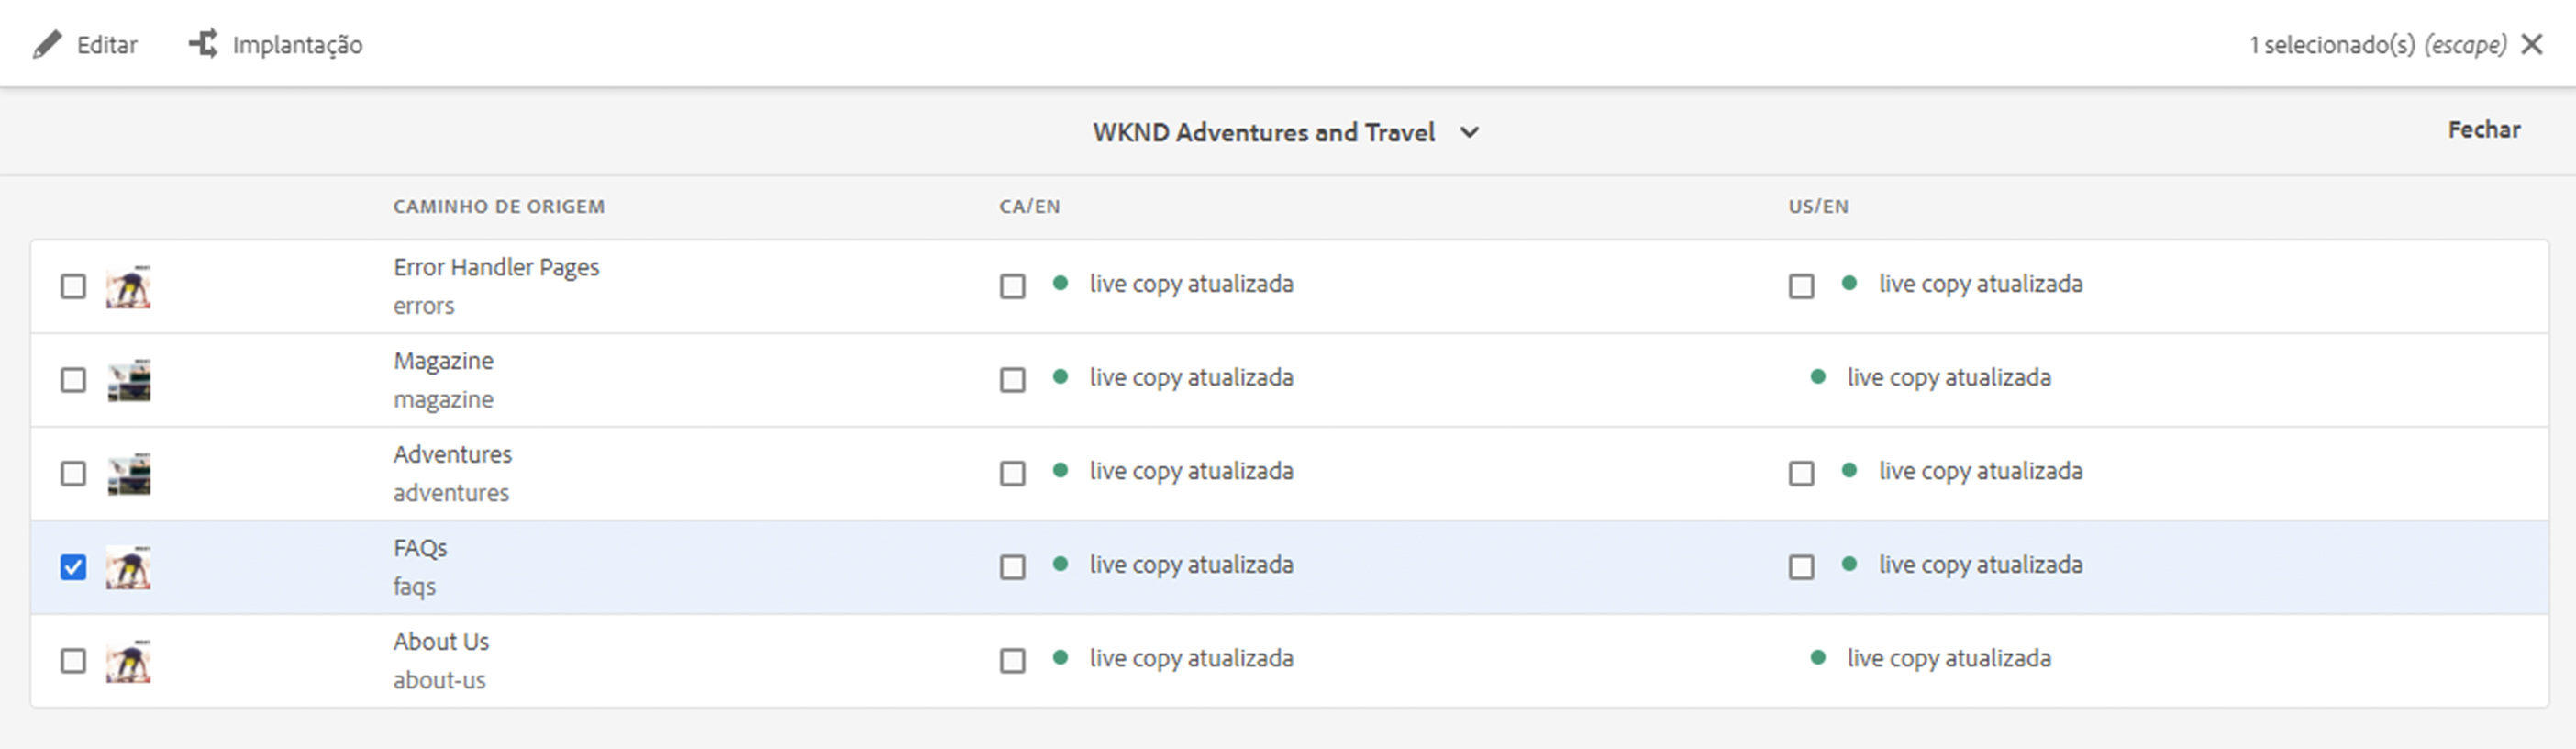 Editar Implantação 1 selecionado(s) (escape)
WKND Adventures and Travel Fechar
CAMINHO DE ORIGEM CA/EN US/EN
Error Handler Pages
errors live copy atualizada live copy atualizada
Magazine
magazine live copy atualizada live copy atualizada
Adventures
adventures live copy atualizada live copy atualizada
FAQs
faqs live copy atualizada live copy atualizada
About Us
about-us live copy atualizada live copy atualizada